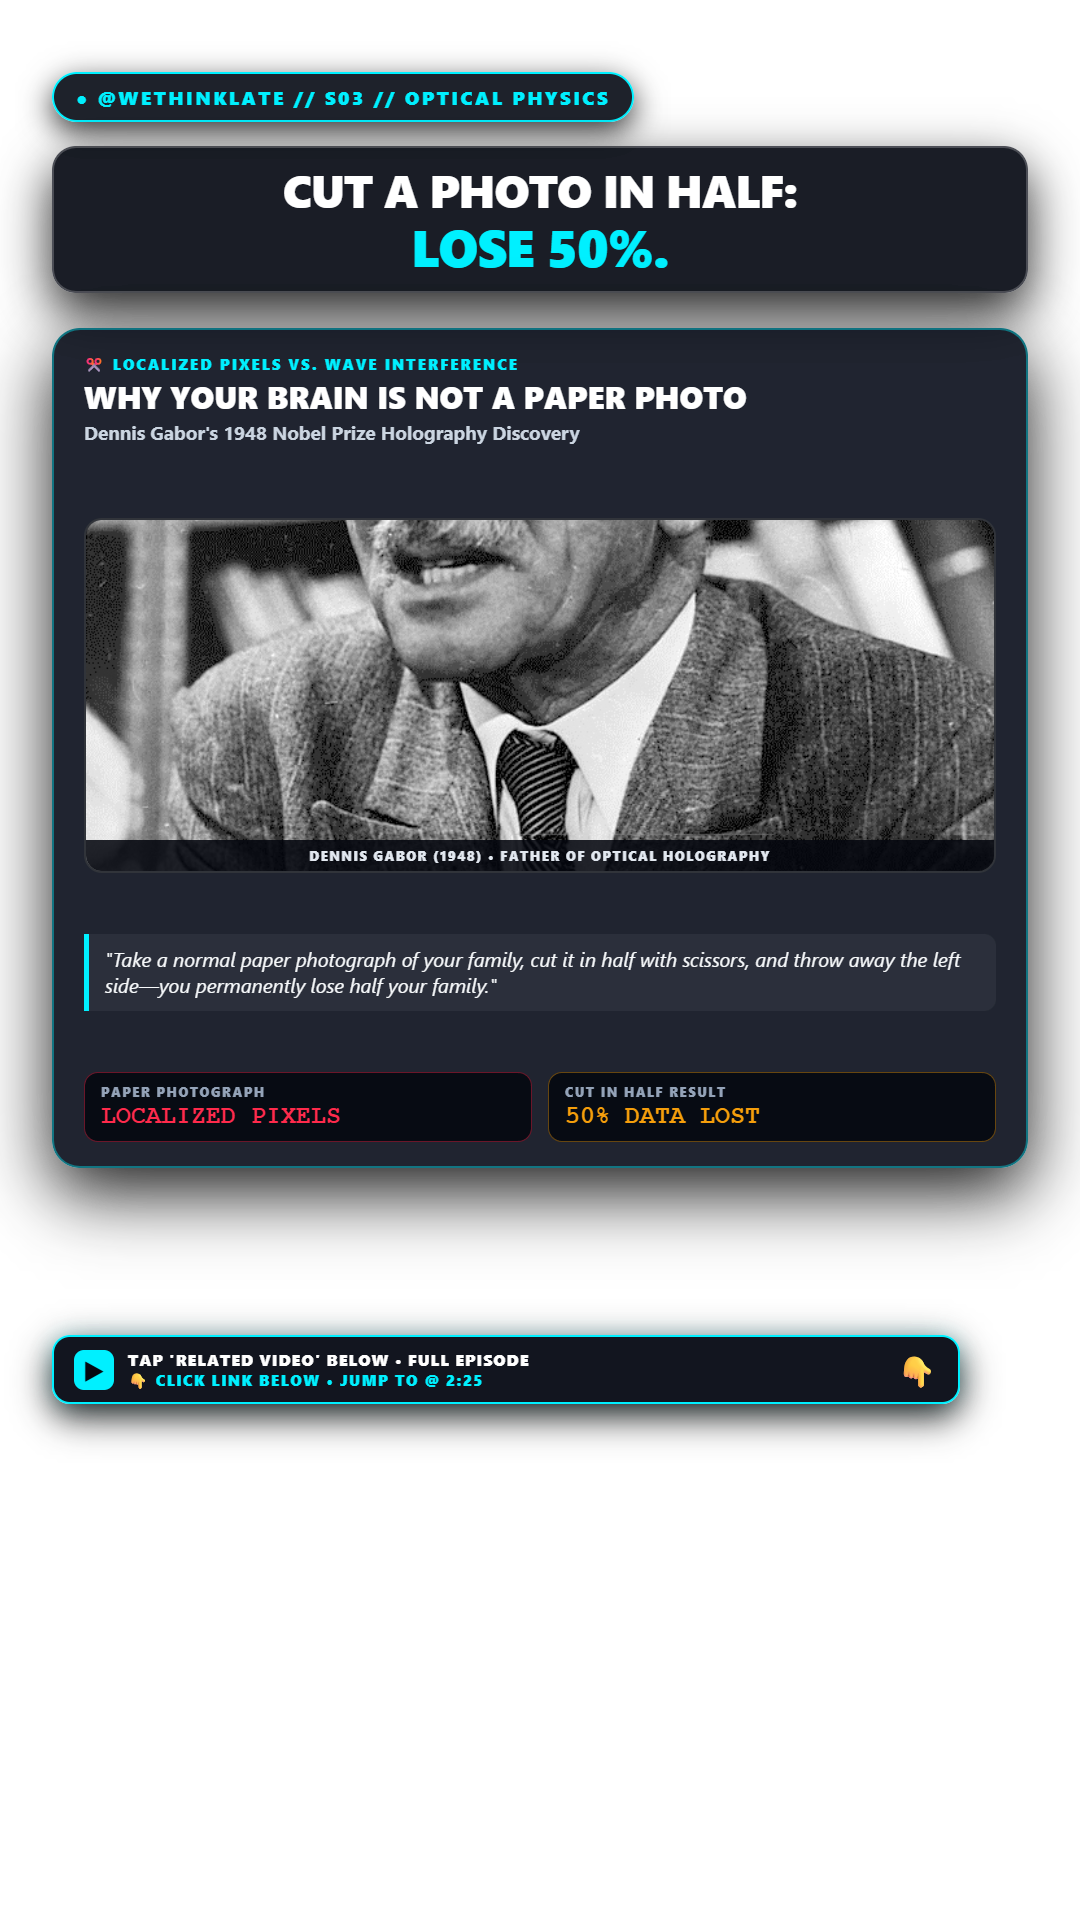 • @WETHINKLATE // S03 // OPTICAL PHYSICS
CUT A PHOTO IN HALF:
LOSE 50%.
LOCALIZED PIXELS VS. WAVE INTERFERENCE
WHY YOUR BRAIN IS NOT A PAPER PHOTO
Dennis Gabor's 1948 Nobel Prize Holography Discovery
DENNIS GABOR (1948) • FATHER OF OPTICAL HOLOGRAPHY
"Take a normal paper photograph of your family, cut it in half with scissors, and throw away the left
side—you permanently lose half your family."
PAPER PHOTOGRAPH
LOCALIZED PIXELS
CUT IN HALF RESULT
50% DATA LOST
TAP 'RELATED VIDEO' BELOW • FULL EPISODE
CLICK LINK BELOW • JUMP TO @ 2:25